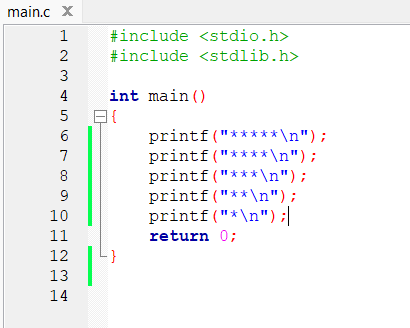 main.c X
1 #include <stdio.h>
2 #include <stdlib.h>
3
4 int main()
5 {
6     printf("*****\n");
7     printf("****\n");
8     printf("***\n");
9     printf("**\n");
10     printf("*\n");
11     return 0;
12 }
13
14